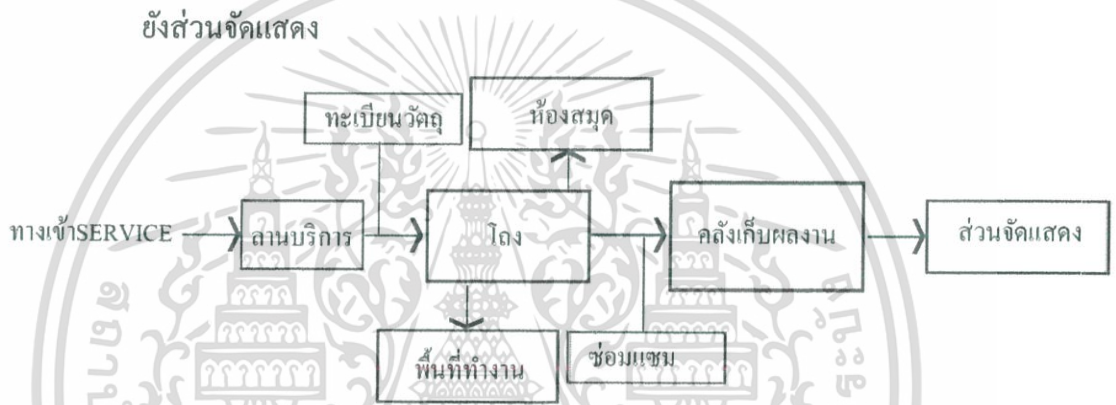 ยังส่วนจัดแสดง
ทะเบียนวัตถุ
ห้องสมุด
ทางเข้าSERVICE
ลานบริการ
โถง
คลังเก็บผลงาน
ส่วนจัดแสดง
พื้นที่ทำงาน
ซ่อมแซม